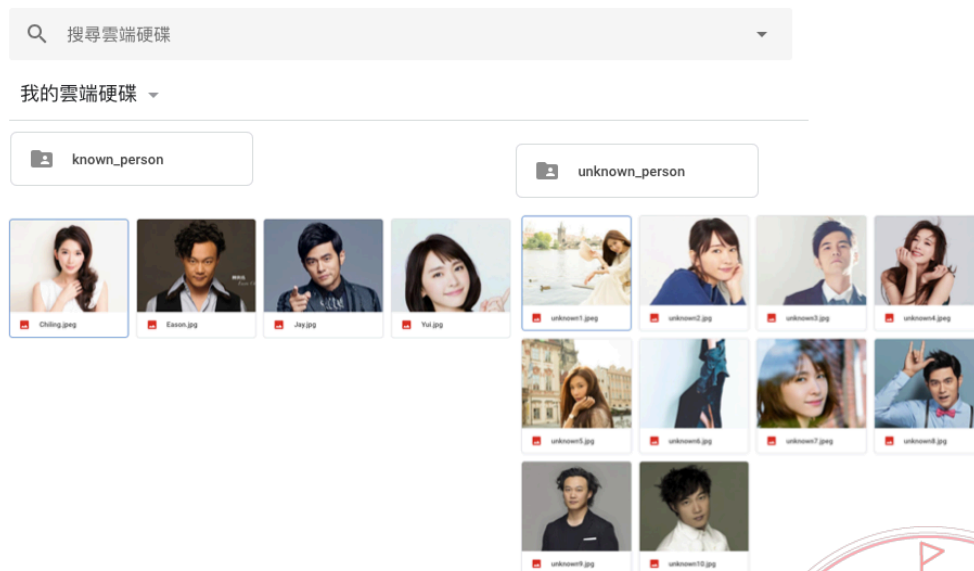 搜尋雲端硬碟
我的雲端硬碟
known_person
unknown_person
Chiling.jpeg
Eason.jpg
Jay.jpg
Yui.jpg
unknown1.jpeg
unknown2.jpg
unknown3.jpg
unknown4.jpeg
unknown5.jpg
unknown6.jpg
unknown7.jpeg
unknown8.jpg
unknown9.jpg
unknown10.jpg